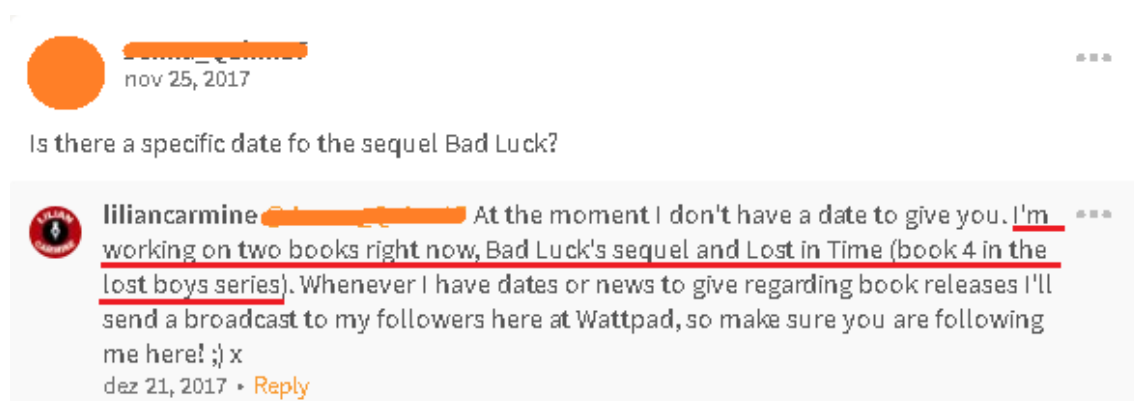 nov 25, 2017
Is there a specific date fo the sequel Bad Luck?
LILIAN
CARMINE
liliancarmine At the moment I don't have a date to give you. I'm
working on two books right now, Bad Luck's sequel and Lost in Time (book 4 in the
lost boys series). Whenever I have dates or news to give regarding book releases I'll
send a broadcast to my followers here at Wattpad, so make sure you are following
me here! ;) x
dez 21, 2017 • Reply